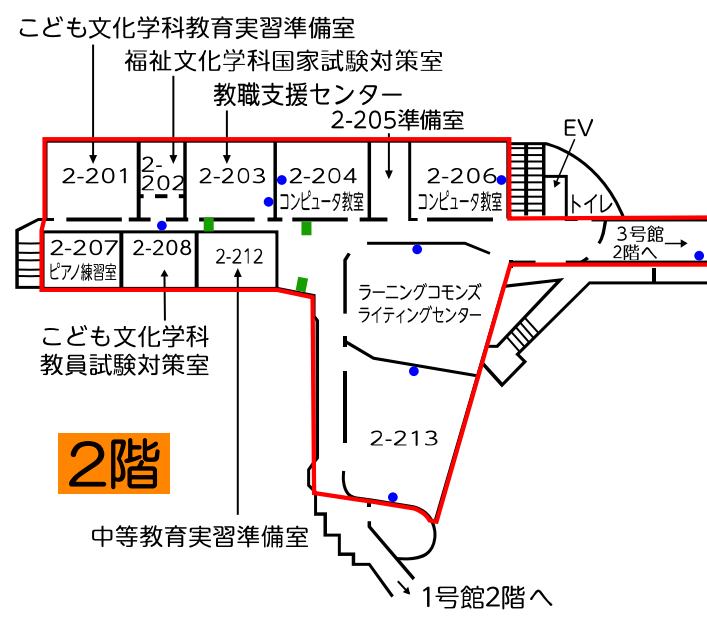 こども文化学科教育実習準備室
福祉文化学科国家試験対策室
教職支援センター
2-205準備室
EV
2-201
2-
202
2-203
2-204
コンピュータ教室
2-206
コンピュータ教室
トイレ
3号館
2階へ
2-207
ピアノ練習室
2-208
2-212
ラーニングコモンズ
ライティングセンター
こども文化学科
教員試験対策室
2-213
2階
中等教育実習準備室
1号館2階へ